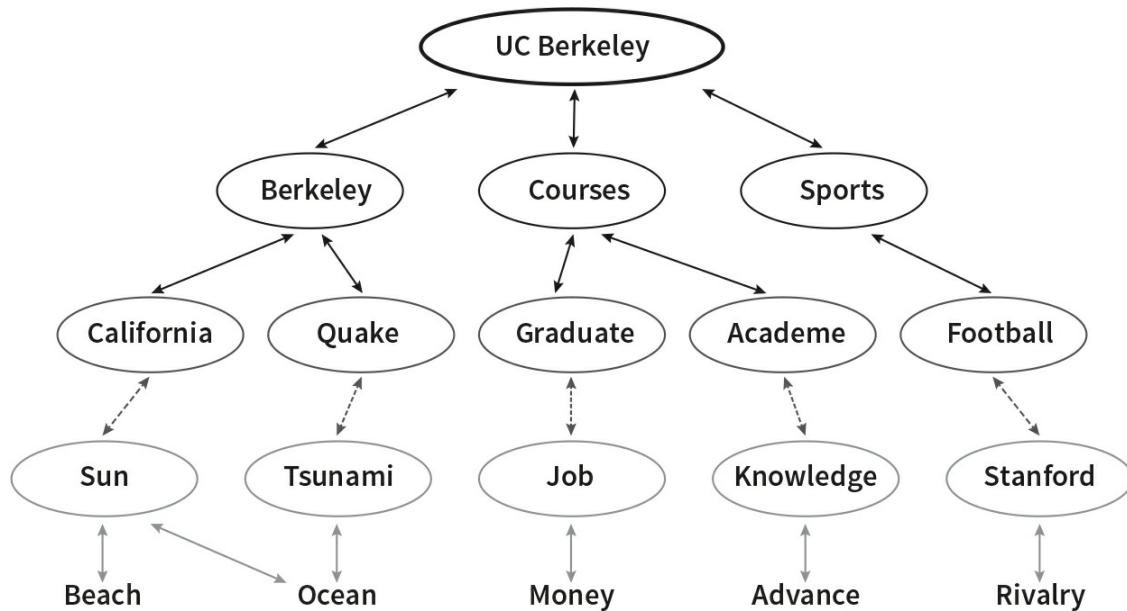 UC Berkeley
Berkeley Courses Sports
California Quake Graduate Academe Football
Sun Tsunami Job Knowledge Stanford
Beach Ocean Money Advance Rivalry